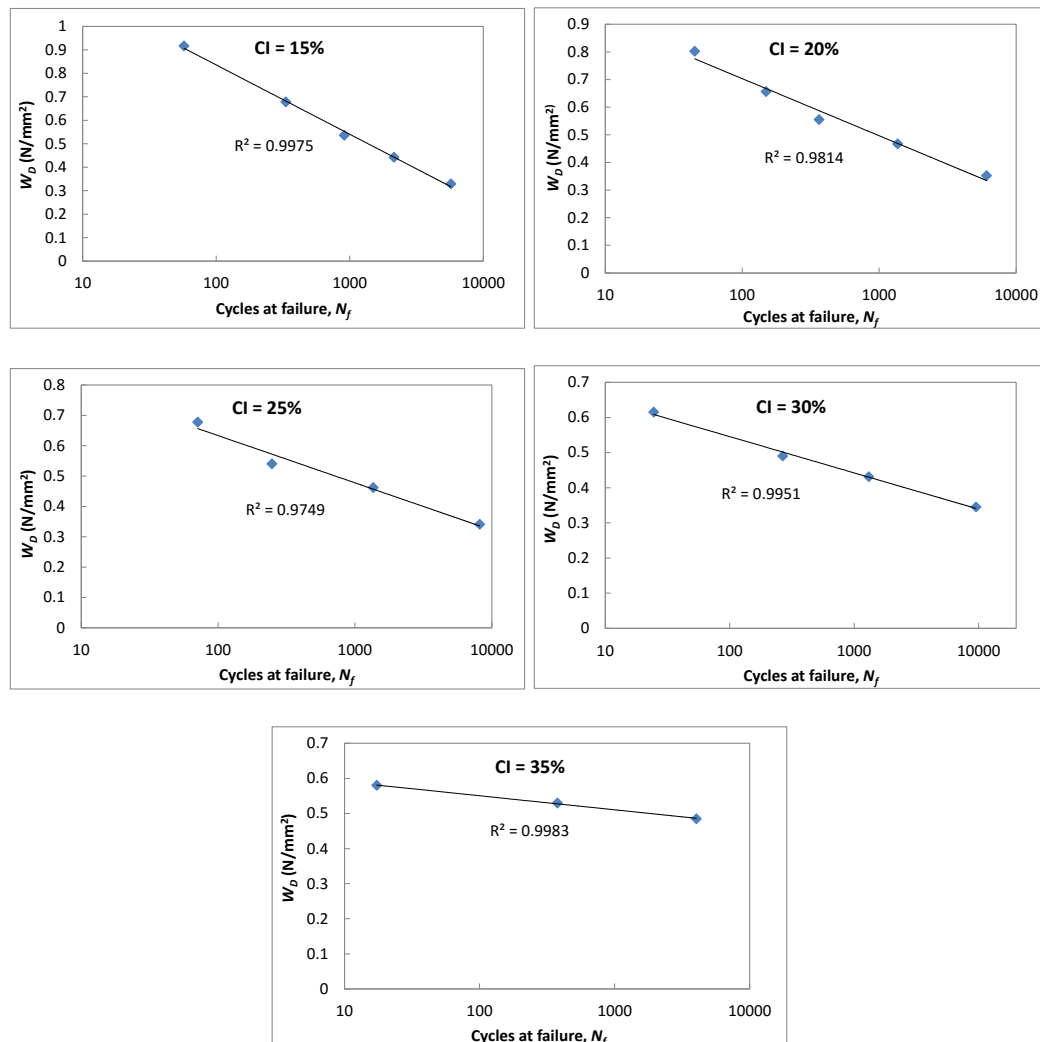 CI = 15%
W_D (N/mm²)
1
0.9
0.8
0.7
0.6
0.5
0.4
0.3
0.2
0.1
0
R² = 0.9975
10 100 1000 10000
Cycles at failure, N_f
CI = 20%
W_D (N/mm²)
0.9
0.8
0.7
0.6
0.5
0.4
0.3
0.2
0.1
0
R² = 0.9814
10 100 1000 10000
Cycles at failure, N_f
CI = 25%
W_D (N/mm²)
0.8
0.7
0.6
0.5
0.4
0.3
0.2
0.1
0
R² = 0.9749
10 100 1000 10000
Cycles at failure, N_f
CI = 30%
W_D (N/mm²)
0.7
0.6
0.5
0.4
0.3
0.2
0.1
0
R² = 0.9951
10 100 1000 10000
Cycles at failure, N_f
CI = 35%
W_D (N/mm²)
0.7
0.6
0.5
0.4
0.3
0.2
0.1
0
R² = 0.9983
10 100 1000 10000
Cycles at failure, N_f